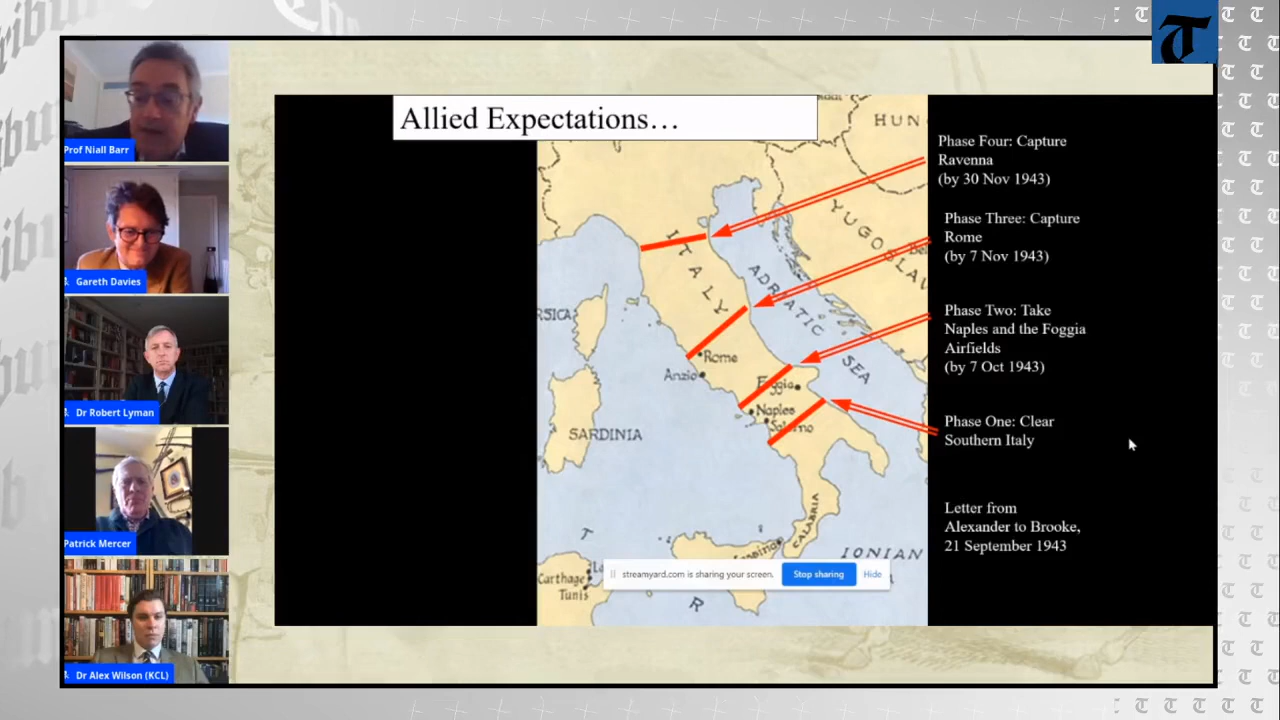 Allied Expectations…
Prof Niall Barr
Gareth Davies
Dr Robert Lyman
Patrick Mercer
Dr Alex Wilson (KCL)
HUN
YUGOSLAV
ITALY
ADRIATIC SEA
RSICA
Rome
Anzio
Foggia
Naples
Salerno
SARDINIA
CALABRIA
IONIAN
T
R
Carthage
Tunis
Phase Four: Capture
Ravenna
(by 30 Nov 1943)
Phase Three: Capture
Rome
(by 7 Nov 1943)
Phase Two: Take
Naples and the Foggia
Airfields
(by 7 Oct 1943)
Phase One: Clear
Southern Italy
Letter from
Alexander to Brooke,
21 September 1943
streamyard.com is sharing your screen.
Stop sharing
Hide
T